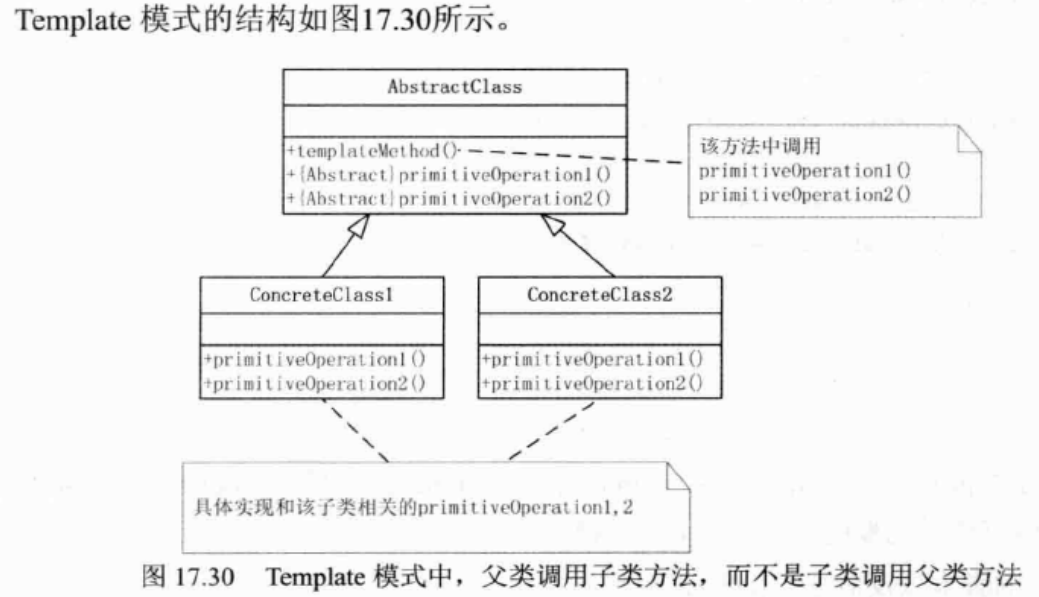 Template 模式的结构如图17.30所示。
AbstractClass
+templateMethod()
+{Abstract}primitiveOperation1()
+{Abstract}primitiveOperation2()
该方法中调用
primitiveOperation1()
primitiveOperation2()
ConcreteClass1
+primitiveOperation1()
+primitiveOperation2()
ConcreteClass2
+primitiveOperation1()
+primitiveOperation2()
具体实现和该子类相关的primitiveOperation1,2
图 17.30 Template 模式中，父类调用子类方法，而不是子类调用父类方法